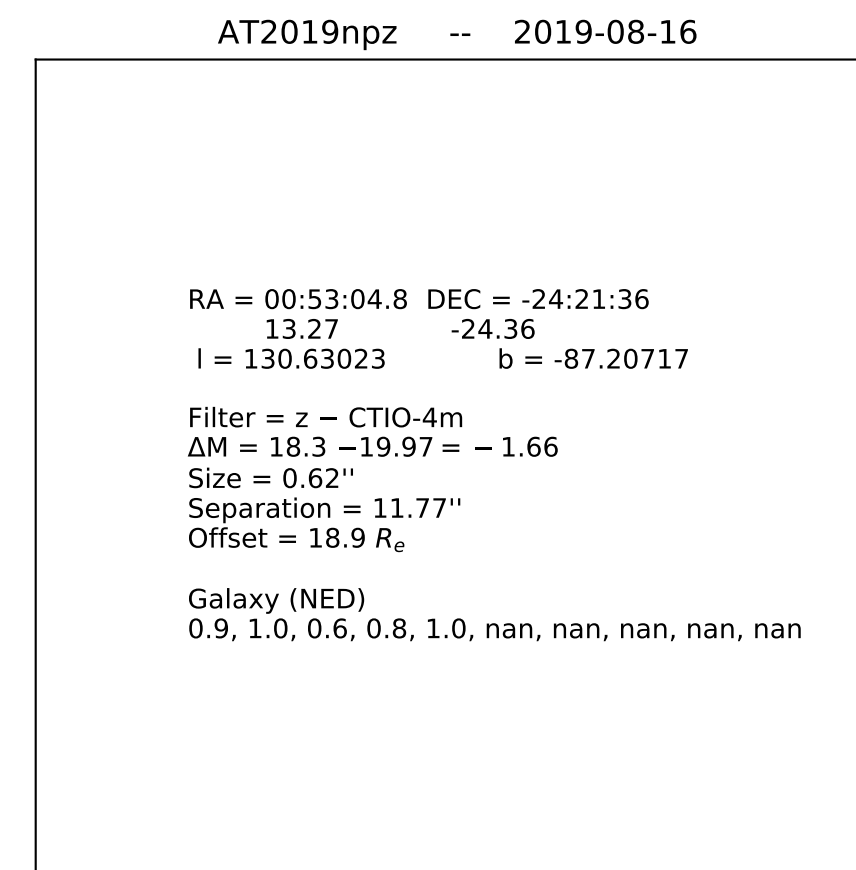 AT2019npz -- 2019-08-16
RA = 00:53:04.8 DEC = -24:21:36
13.27 -24.36
l = 130.63023 b = -87.20717
Filter = z − CTIO-4m
ΔM = 18.3 −19.97 = − 1.66
Size = 0.62''
Separation = 11.77''
Offset = 18.9 Re
Galaxy (NED)
0.9, 1.0, 0.6, 0.8, 1.0, nan, nan, nan, nan, nan